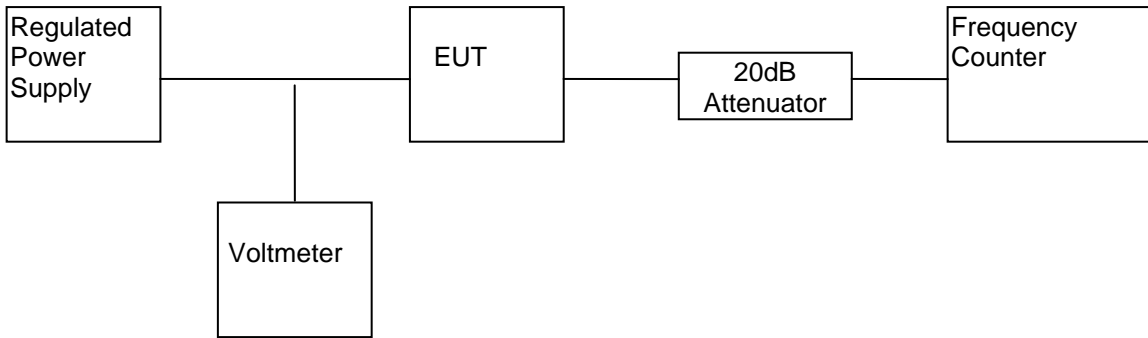 Regulated
Power
Supply
EUT
20dB
Attenuator
Frequency
Counter
Voltmeter